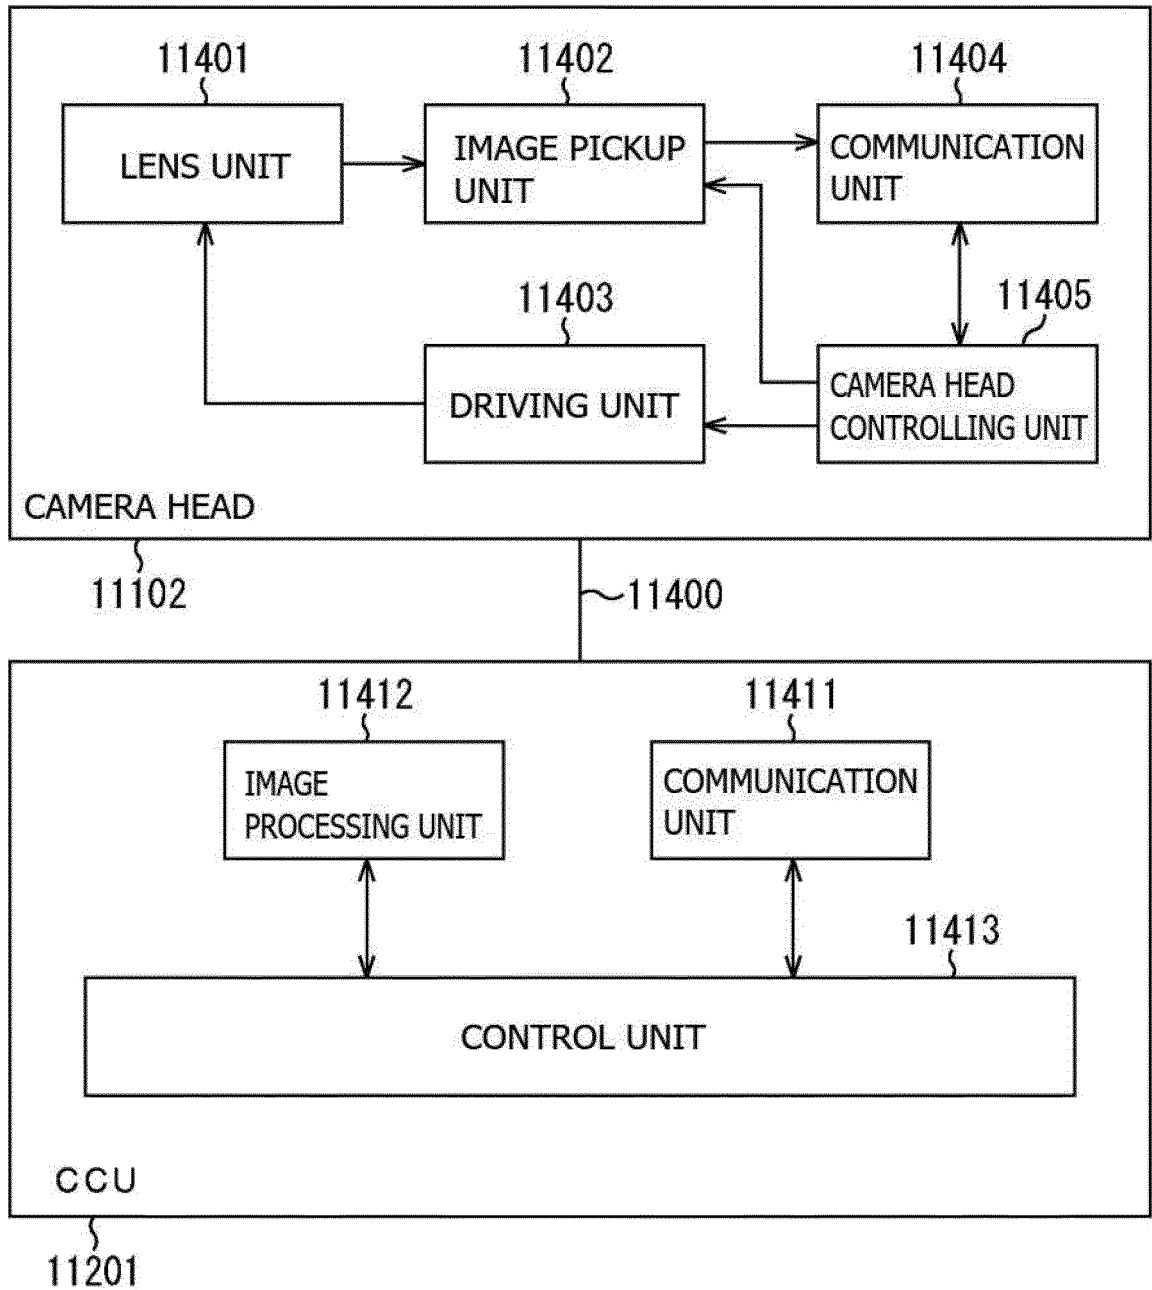 11401
11402
11404
LENS UNIT
IMAGE PICKUP
UNIT
COMMUNICATION
UNIT
11403
11405
DRIVING UNIT
CAMERA HEAD
CONTROLLING UNIT
CAMERA HEAD
11102
11400
11412
11411
IMAGE
PROCESSING UNIT
COMMUNICATION
UNIT
11413
CONTROL UNIT
CCU
11201